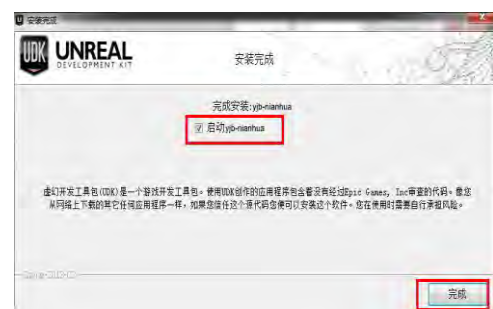 安装完成
UDK UNREAL
DEVELOPMENT KIT
安装完成
完成安装:yjb-nianhua
启动yjb-nianhua
虚幻开发工具包(UDK)是一个游戏开发工具包。使用UDK创作的应用程序包含着没有经过Epic Games, Inc审查的代码。像您
从网络上下载的其它任何应用程序一样，如果您信任这个源代码您便可以安装这个软件。您在使用时需要自行承担风险。
完成